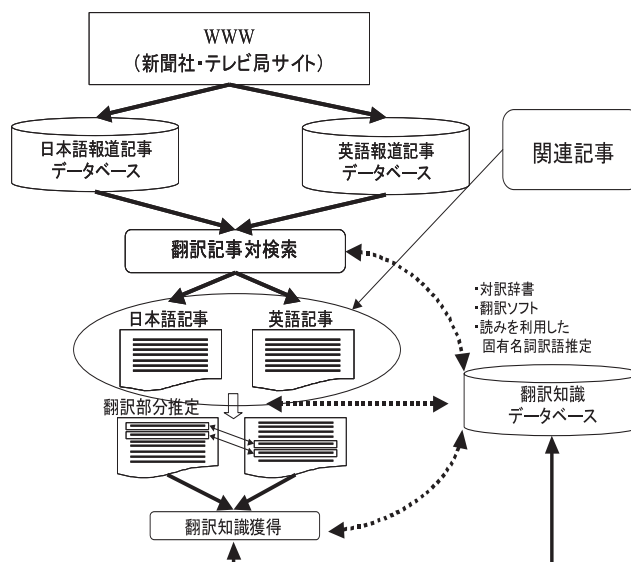 WWW
(新聞社・テレビ局サイト)
日本語報道記事
データベース
英語報道記事
データベース
関連記事
翻訳記事対検索
・対訳辞書
・翻訳ソフト
・読みを利用した
固有名詞訳語推定
日本語記事
英語記事
翻訳部分推定
翻訳知識
データベース
翻訳知識獲得